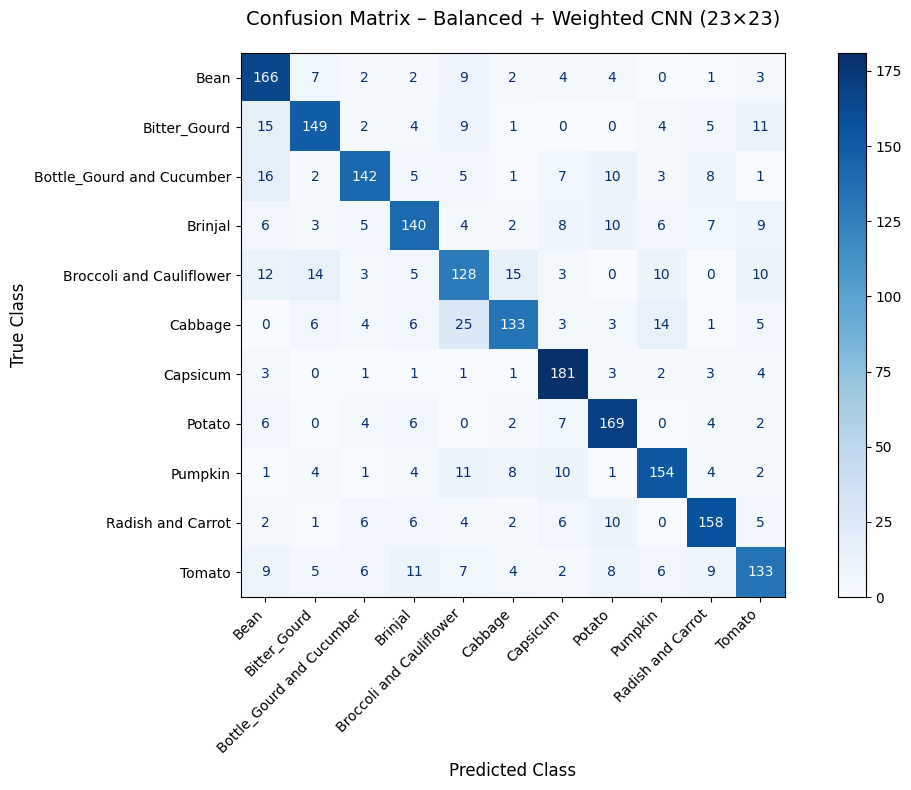 Confusion Matrix – Balanced + Weighted CNN (23×23)
Bean 166 7 2 2 9 2 4 4 0 1 3
Bitter_Gourd 15 149 2 4 9 1 0 0 4 5 11
Bottle_Gourd and Cucumber 16 2 142 5 5 1 7 10 3 8 1
Brinjal 6 3 5 140 4 2 8 10 6 7 9
Broccoli and Cauliflower 12 14 3 5 128 15 3 0 10 0 10
Cabbage 0 6 4 6 25 133 3 3 14 1 5
Capsicum 3 0 1 1 1 1 181 3 2 3 4
Potato 6 0 4 6 0 2 7 169 0 4 2
Pumpkin 1 4 1 4 11 8 10 1 154 4 2
Radish and Carrot 2 1 6 6 4 2 6 10 0 158 5
Tomato 9 5 6 11 7 4 2 8 6 9 133
True Class
Bean
Bitter_Gourd
Bottle_Gourd and Cucumber
Brinjal
Broccoli and Cauliflower
Cabbage
Capsicum
Potato
Pumpkin
Radish and Carrot
Tomato
Predicted Class
175
150
125
100
75
50
25
0